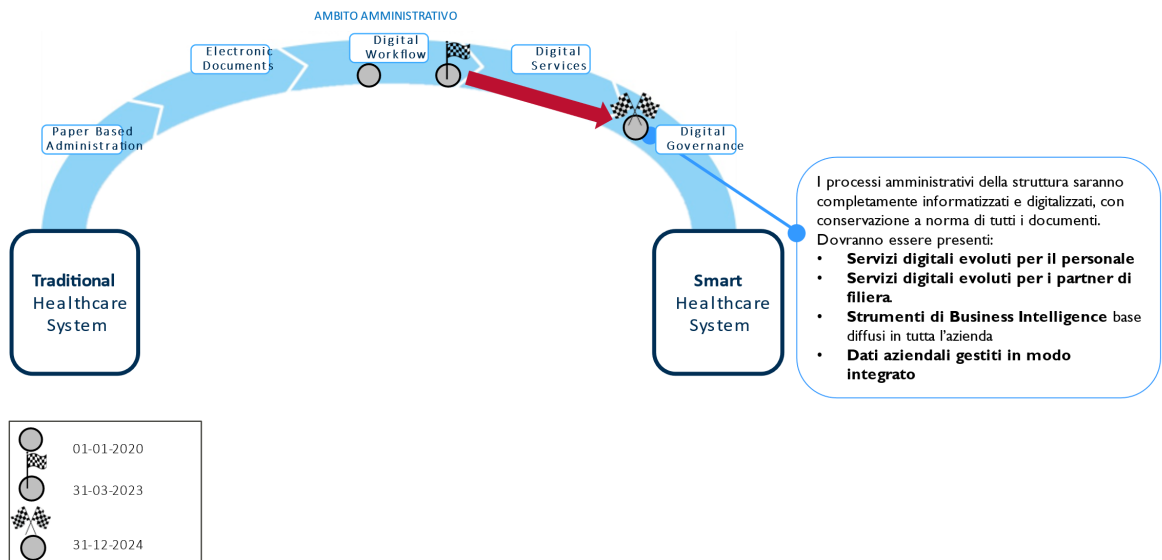 AMBITO AMMINISTRATIVO
Digital
Workflow
Electronic
Documents
Digital
Services
Paper Based
Administration
Digital
Governance
Traditional
Healthcare
System
Smart
Healthcare
System
I processi amministrativi della struttura saranno
completamente informatizzati e digitalizzati, con
conservazione a norma di tutti i documenti.
Dovranno essere presenti:
• Servizi digitali evoluti per il personale
• Servizi digitali evoluti per i partner di
filiera
• Strumenti di Business Intelligence base
diffusi in tutta l’azienda
• Dati aziendali gestiti in modo
integrato
01-01-2020
31-03-2023
31-12-2024